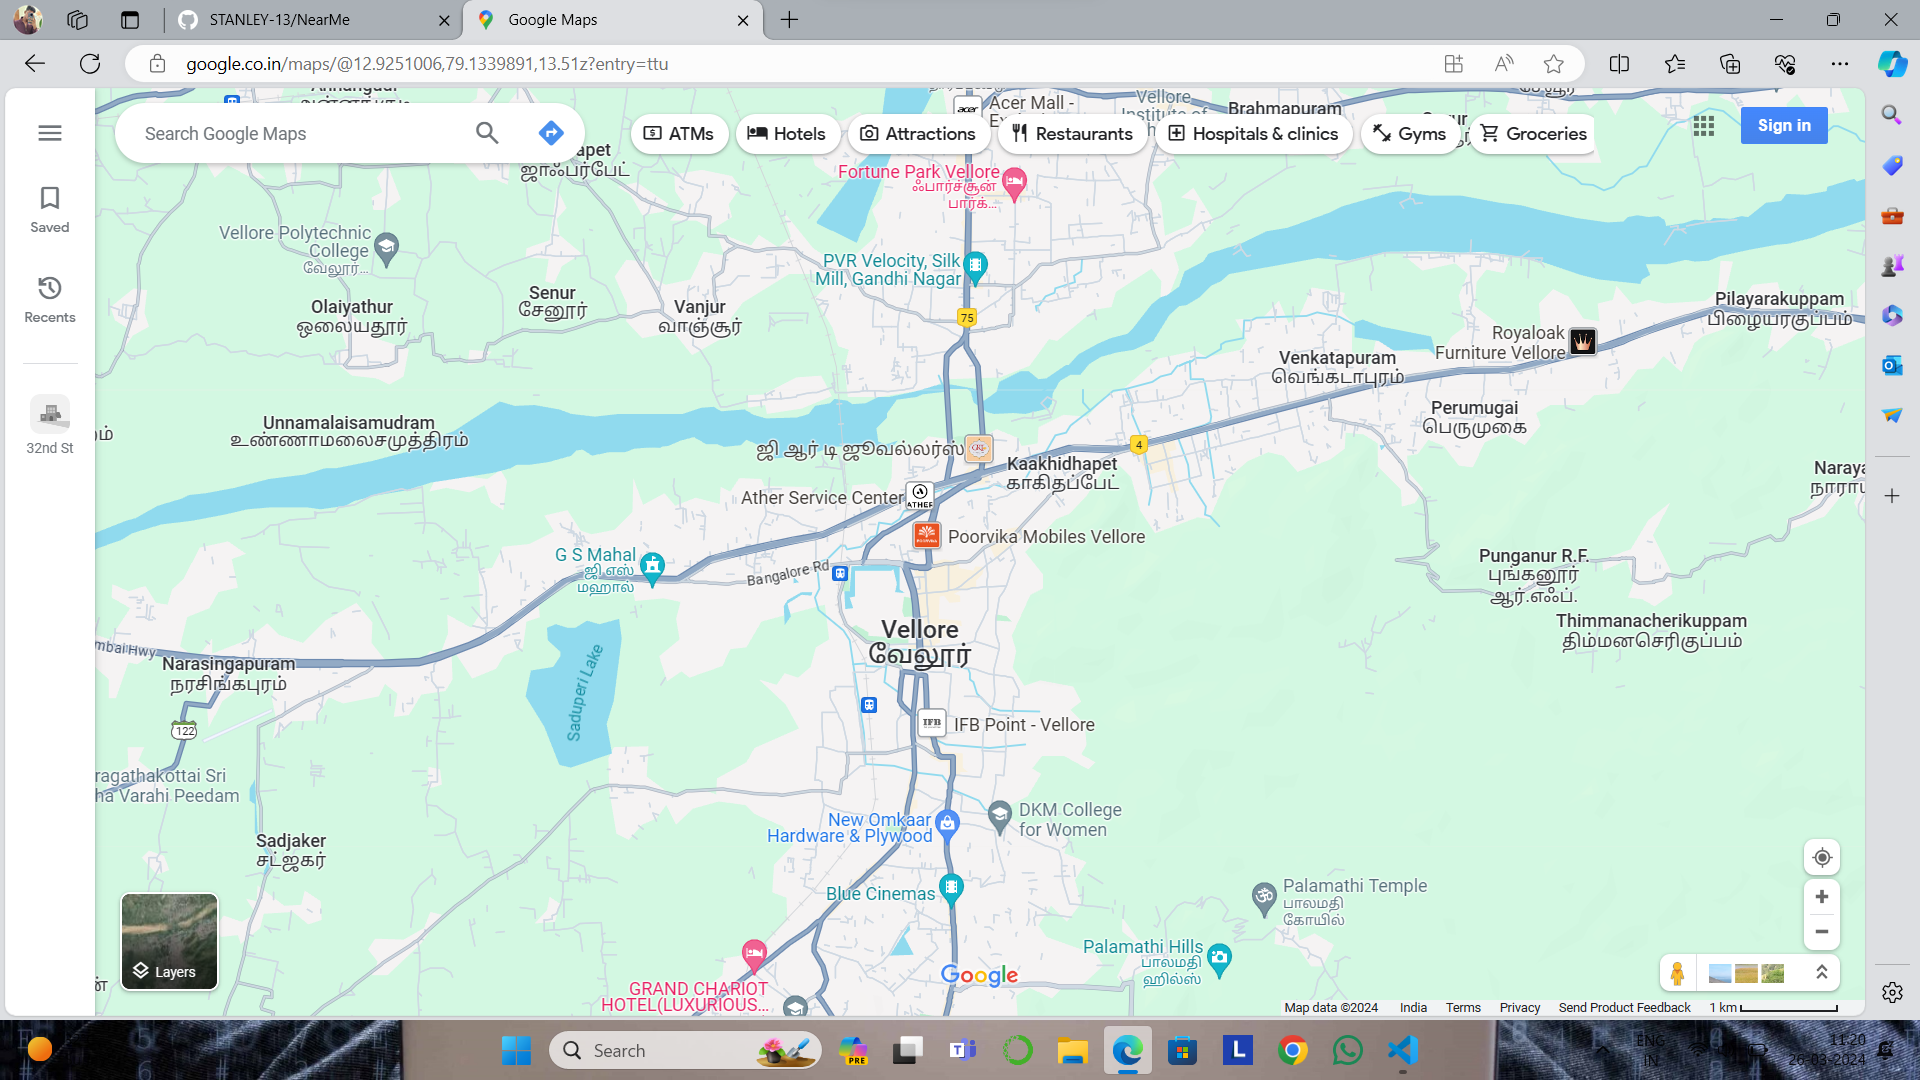 STANLEY-13/NearMe
Google Maps
google.co.in/maps/@12.9251006,79.1339891,13.51z?entry=ttu
Search Google Maps
ATMs
Hotels
Attractions
Restaurants
Hospitals & clinics
Gyms
Groceries
Sign in
Saved
Recents
32nd St
Acer Mall -
Vellore
Brahmapuram
ஜாஃபர்பேட்
Fortune Park Vellore
ஃபார்ச்சூன்
பார்க்...
Vellore Polytechnic
College
வேலூர்...
PVR Velocity, Silk
Mill, Gandhi Nagar
75
Olaiyathur
ஒலையதூர்
Senur
சேனூர்
Vanjur
வாஞ்சூர்
Pilayarakuppam
பிழையரகுப்பம்
Royaloak
Furniture Vellore
Venkatapuram
வெங்கடாபுரம்
Perumugai
பெருமுகை
Unnamalaisamudram
உண்ணாமலைசமுத்திரம்
ஜி ஆர் டி ஜூவல்லர்ஸ்
4
Kaakhidhapet
காகிதப்பேட்
Naraya
Ather Service Center
ATHER
Poorvika Mobiles Vellore
G S Mahal
ஜி எஸ்
மஹால்
Bangalore Rd
Punganur R.F.
புங்கனூர்
ஆர்.எஃப்.
Thimmanacherikuppam
திம்மனசெரிகுப்பம்
Vellore
வேலூர்
mbai Hwy
Narasingapuram
நரசிங்கபுரம்
122
Saduperi Lake
IFB
IFB Point - Vellore
ragathakottai Sri
ha Varahi Peedam
New Omkaar
Hardware & Plywood
DKM College
for Women
Sadjaker
சட்ஜகர்
Blue Cinemas
Palamathi Temple
பாலமதி
கோயில்
Palamathi Hills
பாலமதி
ஹில்ஸ்
GRAND CHARIOT
HOTEL(LUXURIOUS...
Layers
Google
Map data ©2024
India
Terms
Privacy
Send Product Feedback
1 km
Search
PRE
ENG
IN
11:20
26-03-2024